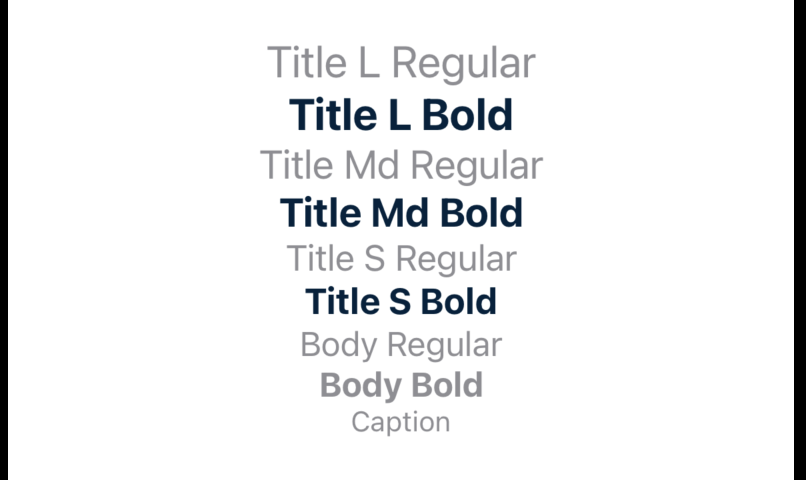 Title L Regular
Title L Bold
Title Md Regular
Title Md Bold
Title S Regular
Title S Bold
Body Regular
Body Bold
Caption